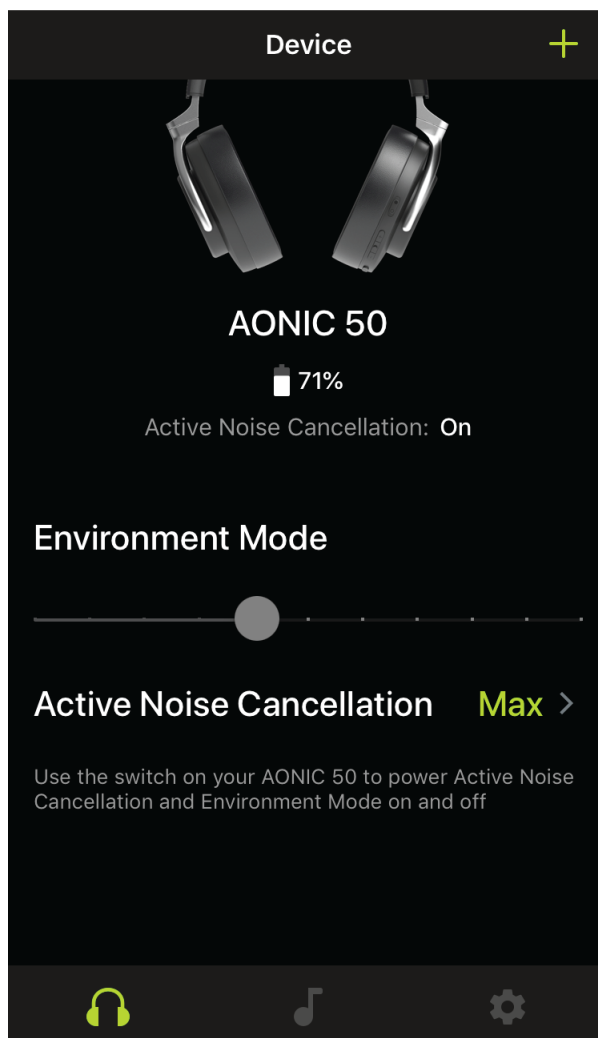 Device
AONIC 50
71%
Active Noise Cancellation: On
Environment Mode
Active Noise Cancellation Max >
Use the switch on your AONIC 50 to power Active Noise
Cancellation and Environment Mode on and off